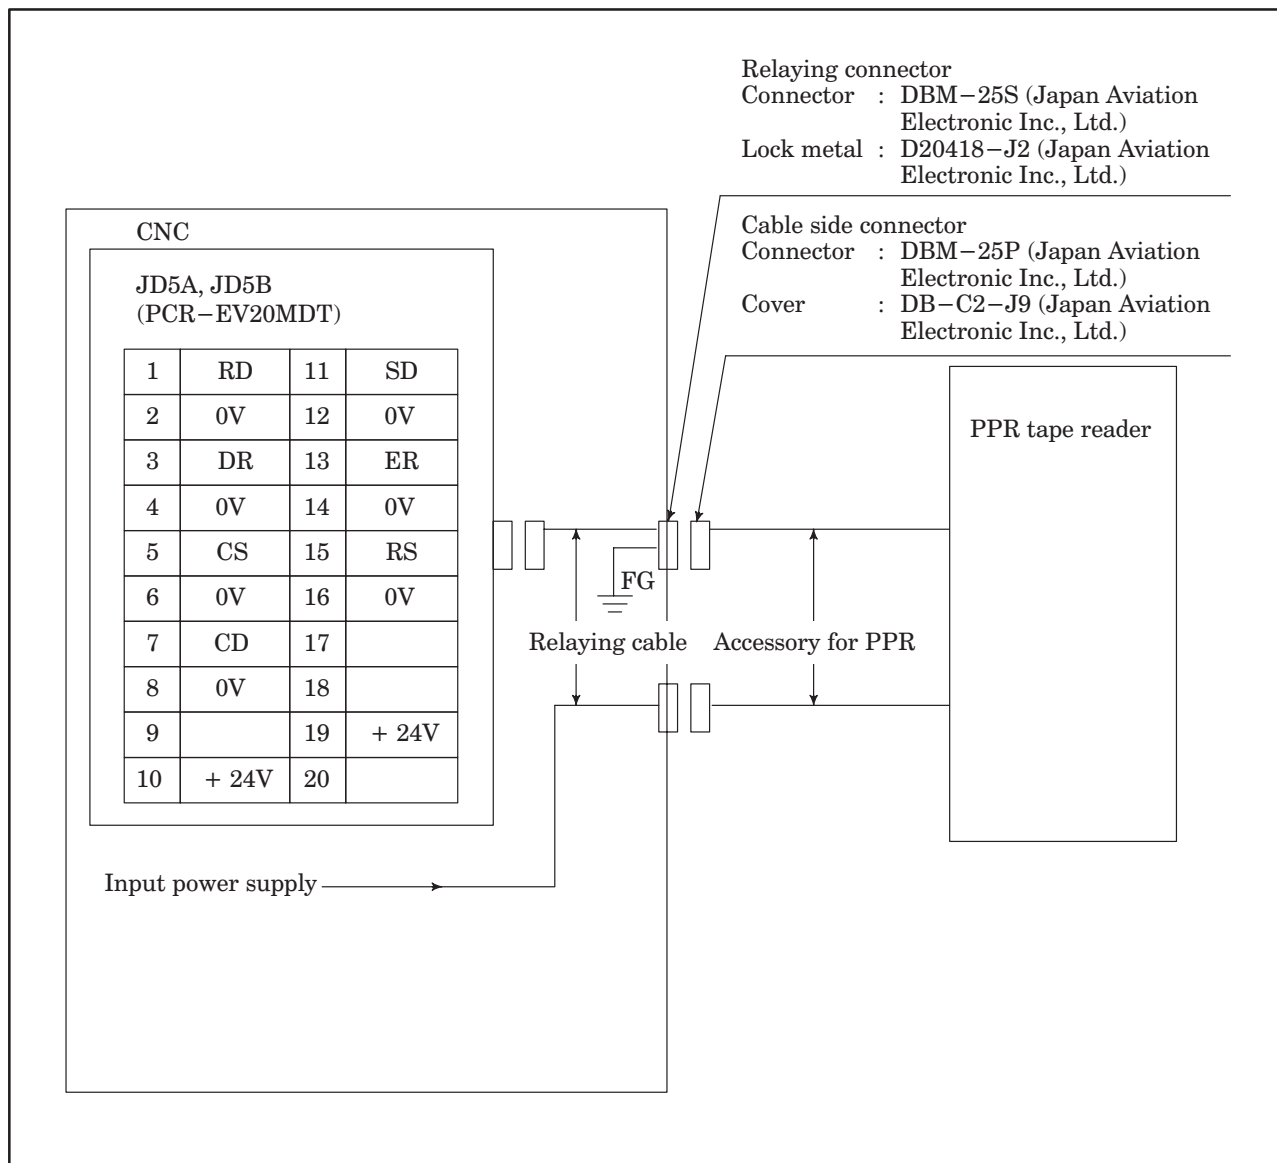 Relaying connector
Connector : DBM−25S (Japan Aviation
Electronic Inc., Ltd.)
Lock metal : D20418−J2 (Japan Aviation
Electronic Inc., Ltd.)
Cable side connector
Connector : DBM−25P (Japan Aviation
Electronic Inc., Ltd.)
Cover : DB−C2−J9 (Japan Aviation
Electronic Inc., Ltd.)
CNC
JD5A, JD5B
(PCR−EV20MDT)
1 RD 11 SD
2 0V 12 0V
3 DR 13 ER
4 0V 14 0V
5 CS 15 RS
6 0V 16 0V
7 CD 17
8 0V 18
9 19 + 24V
10 + 24V 20
FG
Relaying cable
Accessory for PPR
PPR tape reader
Input power supply